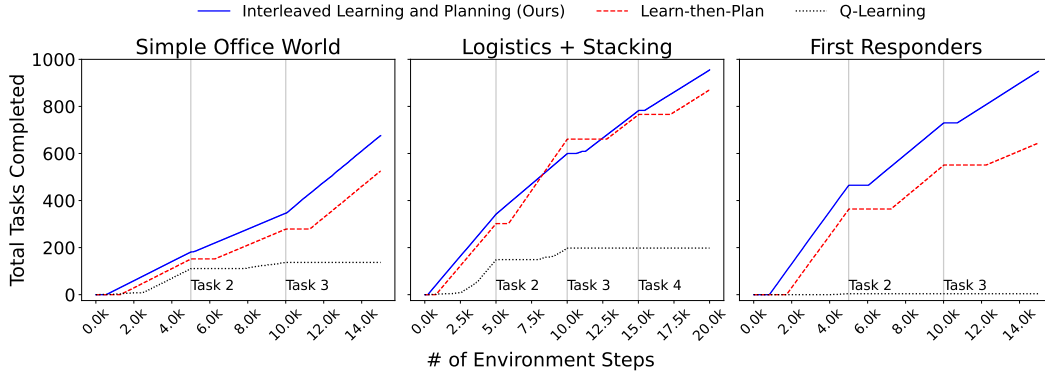 Interleaved Learning and Planning (Ours) Learn-then-Plan Q-Learning
Simple Office World Logistics + Stacking First Responders
Total Tasks Completed
1000
800
600
400
200
0
Task 2 Task 3 Task 2 Task 3 Task 4 Task 2 Task 3
0.0k 2.0k 4.0k 6.0k 8.0k 10.0k 12.0k 14.0k 0.0k 2.5k 5.0k 7.5k 10.0k 12.5k 15.0k 17.5k 20.0k 0.0k 2.0k 4.0k 6.0k 8.0k 10.0k 12.0k 14.0k
# of Environment Steps